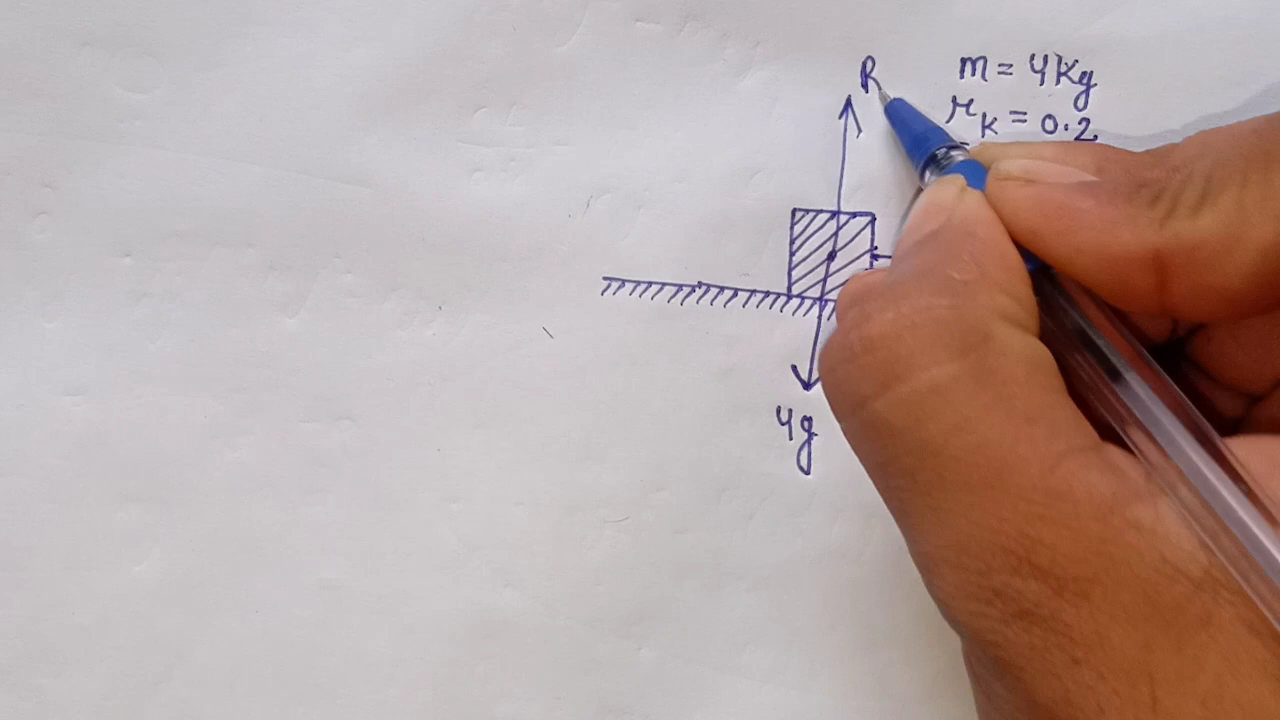 R
m = 4Kg
μK = 0.2
4g